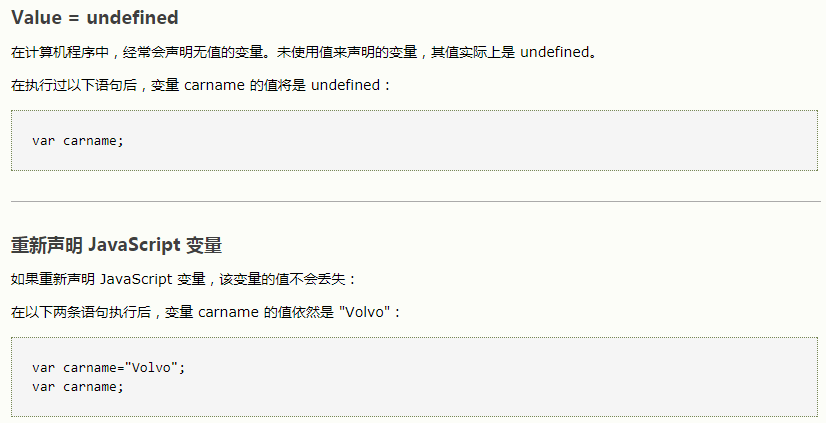 Value = undefined
在计算机程序中，经常会声明无值的变量。未使用值来声明的变量，其值实际上是 undefined。
在执行过以下语句后，变量 carname 的值将是 undefined：
var carname;
重新声明 JavaScript 变量
如果重新声明 JavaScript 变量，该变量的值不会丢失：
在以下两条语句执行后，变量 carname 的值依然是 "Volvo"：
var carname="Volvo";
var carname;